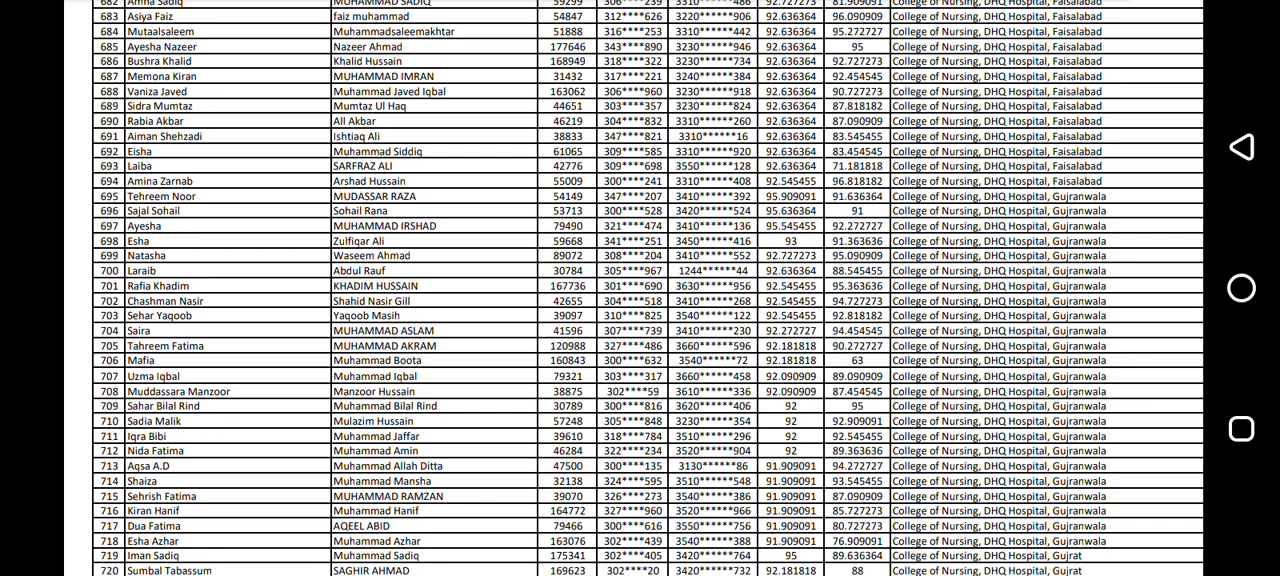 682 Amna Sadiq MUHAMMAD SADIQ 59299 306****239 3310******486 92.727273 81.909091 College of Nursing, DHQ Hospital, Faisalabad
683 Asiya Faiz faiz muhammad 54847 312****626 3220******906 92.636364 96.090909 College of Nursing, DHQ Hospital, Faisalabad
684 Mutaalsaleem Muhammadsaleemakhtar 51888 316****253 3310******442 92.636364 95.272727 College of Nursing, DHQ Hospital, Faisalabad
685 Ayesha Nazeer Nazeer Ahmad 177646 343****890 3230******946 92.636364 95 College of Nursing, DHQ Hospital, Faisalabad
686 Bushra Khalid Khalid Hussain 168949 318****322 3230******734 92.636364 92.727273 College of Nursing, DHQ Hospital, Faisalabad
687 Memona Kiran MUHAMMAD IMRAN 31432 317****221 3240******384 92.636364 92.454545 College of Nursing, DHQ Hospital, Faisalabad
688 Vaniza Javed Muhammad Javed Iqbal 163062 306****960 3230******918 92.636364 90.727273 College of Nursing, DHQ Hospital, Faisalabad
689 Sidra Mumtaz Mumtaz Ul Haq 44651 303****357 3230******824 92.636364 87.818182 College of Nursing, DHQ Hospital, Faisalabad
690 Rabia Akbar All Akbar 46219 304****832 3310******260 92.636364 87.090909 College of Nursing, DHQ Hospital, Faisalabad
691 Aiman Shehzadi Ishtiaq Ali 38833 347****821 3310******16 92.636364 83.545455 College of Nursing, DHQ Hospital, Faisalabad
692 Eisha Muhammad Siddiq 61065 309****585 3310******920 92.636364 83.454545 College of Nursing, DHQ Hospital, Faisalabad
693 Laiba SARFRAZ ALI 42776 309****698 3550******128 92.636364 71.181818 College of Nursing, DHQ Hospital, Faisalabad
694 Amina Zarnab Arshad Hussain 55009 300****241 3310******408 92.545455 96.818182 College of Nursing, DHQ Hospital, Faisalabad
695 Tehreem Noor MUDASSAR RAZA 54149 347****207 3410******392 95.909091 91.636364 College of Nursing, DHQ Hospital, Gujranwala
696 Sajal Sohail Sohail Rana 53713 300****528 3420******524 95.636364 91 College of Nursing, DHQ Hospital, Gujranwala
697 Ayesha MUHAMMAD IRSHAD 79490 321****474 3410******136 95.545455 92.272727 College of Nursing, DHQ Hospital, Gujranwala
698 Esha Zulfiqar Ali 59668 341****251 3450******416 93 91.363636 College of Nursing, DHQ Hospital, Gujranwala
699 Natasha Waseem Ahmad 89072 308****204 3410******552 92.727273 95.090909 College of Nursing, DHQ Hospital, Gujranwala
700 Laraib Abdul Rauf 30784 305****967 1244******44 92.636364 88.545455 College of Nursing, DHQ Hospital, Gujranwala
701 Rafia Khadim KHADIM HUSSAIN 167736 301****690 3630******956 92.545455 95.363636 College of Nursing, DHQ Hospital, Gujranwala
702 Chashman Nasir Shahid Nasir Gill 42655 304****518 3410******268 92.545455 94.727273 College of Nursing, DHQ Hospital, Gujranwala
703 Sehar Yaqoob Yaqoob Masih 39097 310****825 3540******122 92.545455 92.818182 College of Nursing, DHQ Hospital, Gujranwala
704 Saira MUHAMMAD ASLAM 41596 307****739 3410******230 92.272727 94.454545 College of Nursing, DHQ Hospital, Gujranwala
705 Tahreem Fatima MUHAMMAD AKRAM 120988 327****486 3660******596 92.181818 90.272727 College of Nursing, DHQ Hospital, Gujranwala
706 Mafia Muhammad Boota 160843 300****632 3540******72 92.181818 63 College of Nursing, DHQ Hospital, Gujranwala
707 Uzma Iqbal Muhammad Iqbal 79321 303****317 3660******458 92.090909 89.090909 College of Nursing, DHQ Hospital, Gujranwala
708 Muddassara Manzoor Manzoor Hussain 38875 302****59 3610******336 92.090909 87.454545 College of Nursing, DHQ Hospital, Gujranwala
709 Sahar Bilal Rind Muhammad Bilal Rind 30789 300****816 3620******406 92 95 College of Nursing, DHQ Hospital, Gujranwala
710 Sadia Malik Mulazim Hussain 57248 305****848 3230******354 92 92.909091 College of Nursing, DHQ Hospital, Gujranwala
711 Iqra Bibi Muhammad Jaffar 39610 318****784 3510******296 92 92.545455 College of Nursing, DHQ Hospital, Gujranwala
712 Nida Fatima Muhammad Amin 46284 322****234 3520******904 92 89.363636 College of Nursing, DHQ Hospital, Gujranwala
713 Aqsa A.D Muhammad Allah Ditta 47500 300****135 3130******86 91.909091 94.272727 College of Nursing, DHQ Hospital, Gujranwala
714 Shaiza Muhammad Mansha 32138 324****595 3510******548 91.909091 93.545455 College of Nursing, DHQ Hospital, Gujranwala
715 Sehrish Fatima MUHAMMAD RAMZAN 39070 326****273 3540******386 91.909091 87.090909 College of Nursing, DHQ Hospital, Gujranwala
716 Kiran Hanif Muhammad Hanif 164772 327****960 3520******966 91.909091 85.727273 College of Nursing, DHQ Hospital, Gujranwala
717 Dua Fatima AQEEL ABID 79466 300****616 3550******756 91.909091 80.727273 College of Nursing, DHQ Hospital, Gujranwala
718 Esha Azhar Muhammad Azhar 163076 302****439 3540******388 91.909091 76.909091 College of Nursing, DHQ Hospital, Gujranwala
719 Iman Sadiq Muhammad Sadiq 175341 302****405 3420******764 95 89.636364 College of Nursing, DHQ Hospital, Gujrat
720 Sumbal Tabassum SAGHIR AHMAD 169623 302****20 3420******732 92.181818 88 College of Nursing, DHQ Hospital, Gujrat